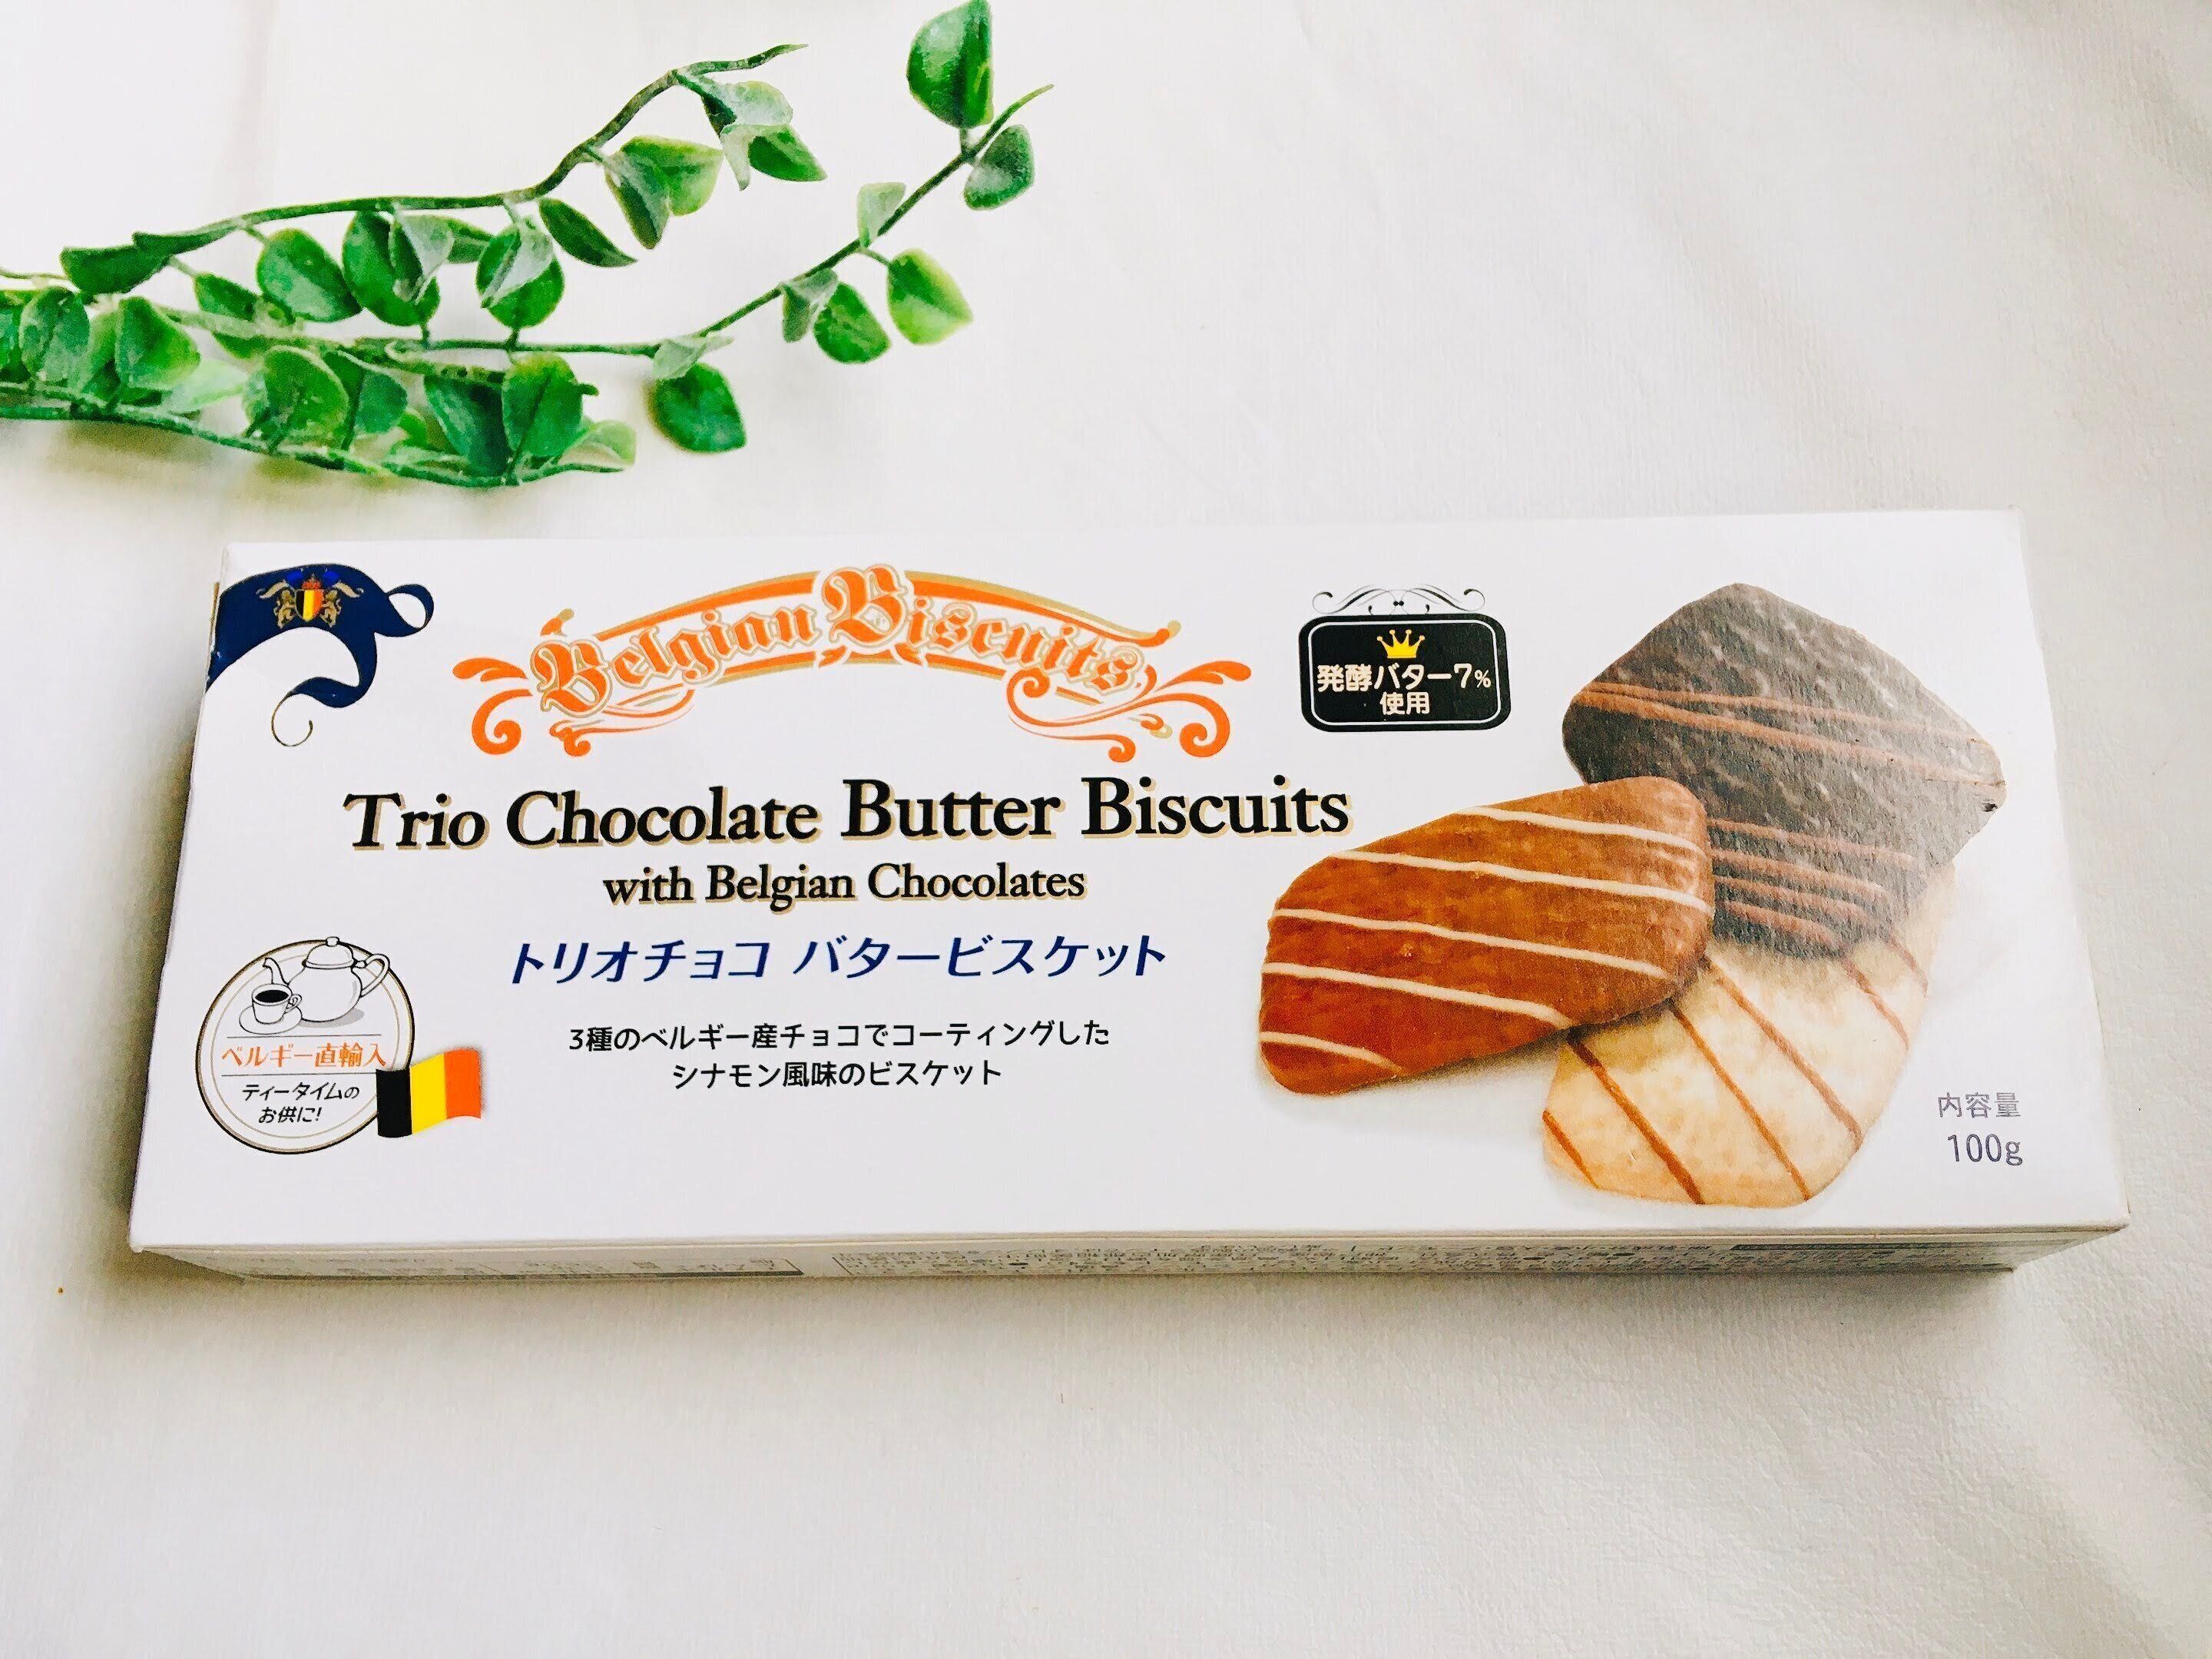 Belgian Biscuits
発酵バター7%
使用
Trio Chocolate Butter Biscuits
with Belgian Chocolates
トリオチョコ バタービスケット
3種のベルギー産チョコでコーティングした
シナモン風味のビスケット
ベルギー直輸入
ティータイムの
お供に!
内容量
100g